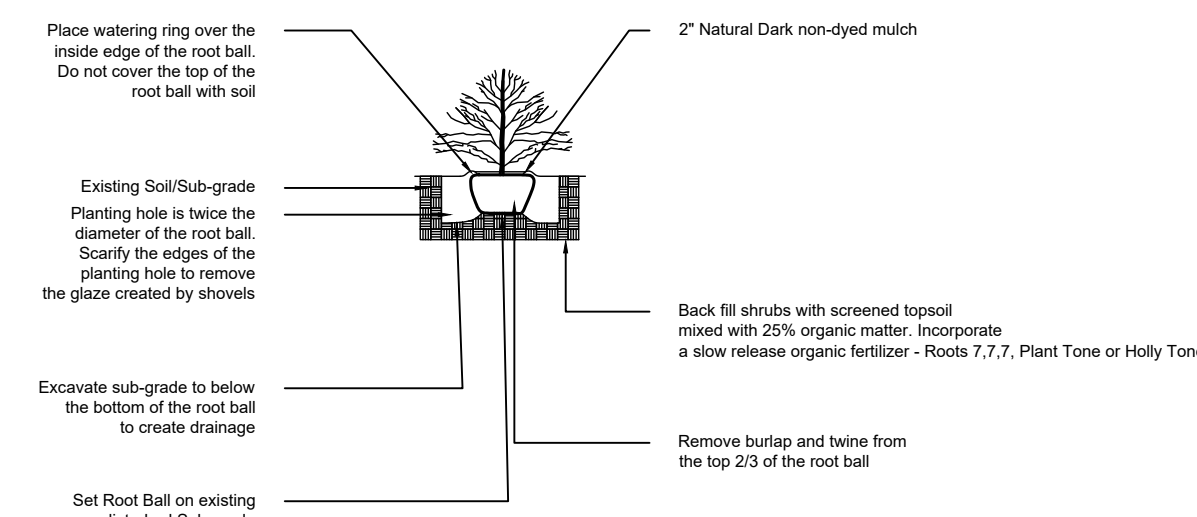 Place watering ring over the
inside edge of the root ball.
Do not cover the top of the
root ball with soil
2" Natural Dark non-dyed mulch
Existing Soil/Sub-grade
Planting hole is twice the
diameter of the root ball.
Scarify the edges of the
planting hole to remove
the glaze created by shovels
Back fill shrubs with screened topsoil
mixed with 25% organic matter. Incorporate
a slow release organic fertilizer - Roots 7,7,7, Plant Tone or Holly
Excavate sub-grade to below
the bottom of the root ball
to create drainage
Remove burlap and twine from
the top 2/3 of the root ball
Set Root Ball on existing